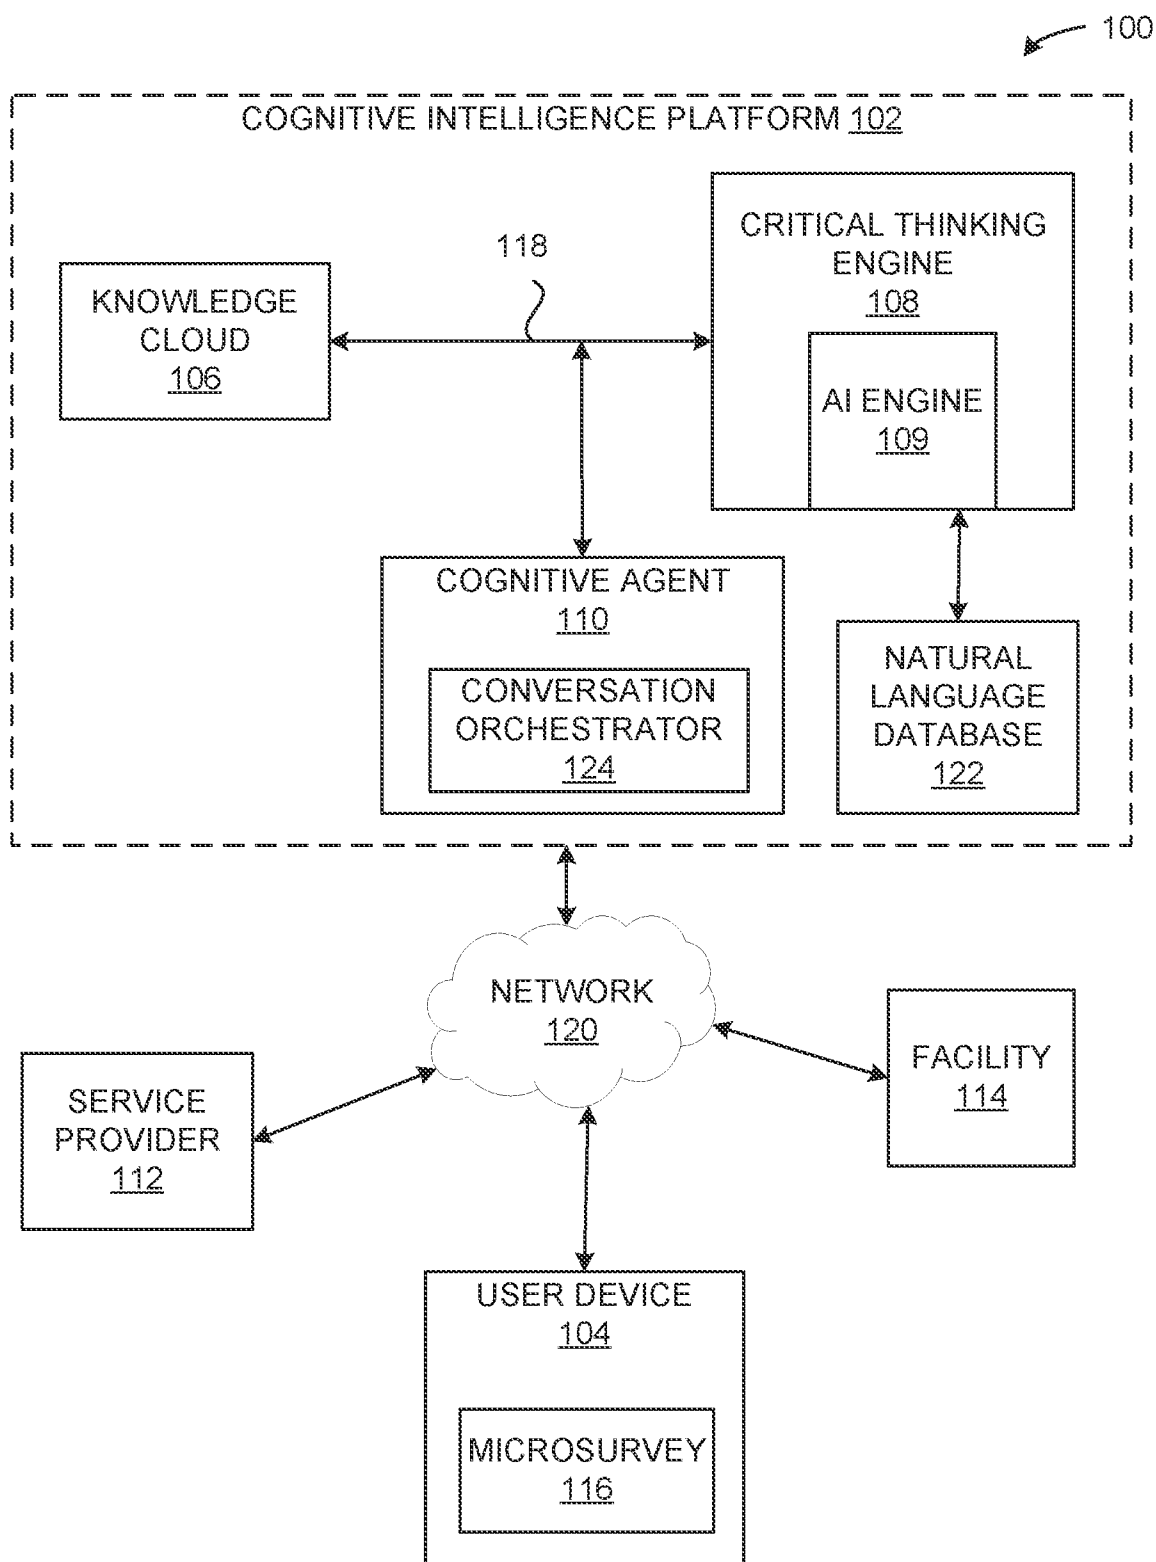 100
COGNITIVE INTELLIGENCE PLATFORM 102
CRITICAL THINKING
ENGINE
108
118
KNOWLEDGE
CLOUD
106
AI ENGINE
109
COGNITIVE AGENT
110
CONVERSATION
ORCHESTRATOR
124
NATURAL
LANGUAGE
DATABASE
122
NETWORK
120
FACILITY
114
SERVICE
PROVIDER
112
USER DEVICE
104
MICROSURVEY
116